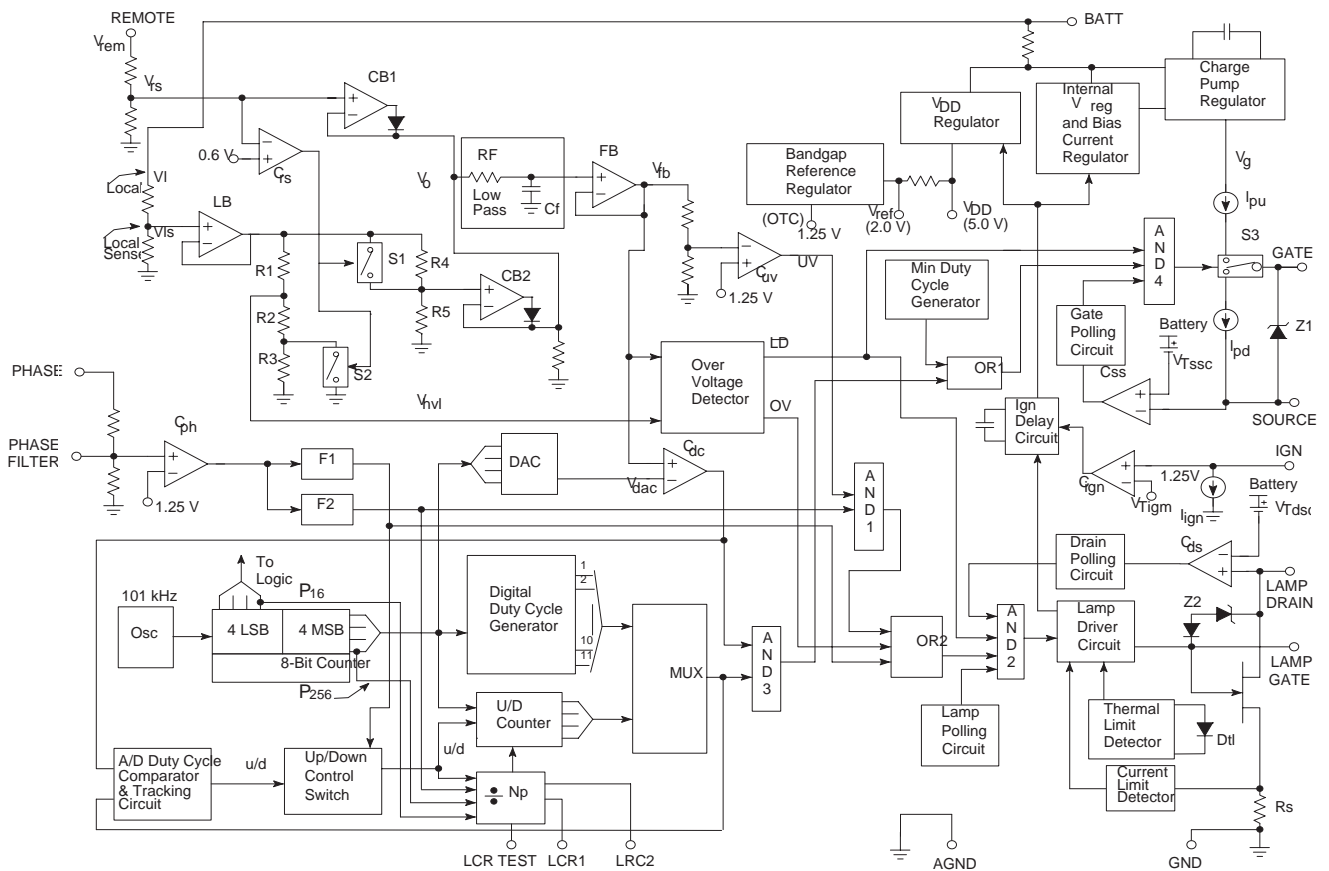 REMOTE
Vrem
Vrs
BATT
CB1
0.6 V
Crs
Local
Vl
Vo
RF
Low
Pass
Cf
FB
Vfb
Local
Sense
Vls
LB
R1
R2
R3
S1
S2
R4
R5
CB2
Charge
Pump
Regulator
VDD
Regulator
Internal
V reg
and Bias
Current
Regulator
Bandgap
Reference
Regulator
(OTC)
1.25 V
Vref
(2.0 V)
VDD
(5.0 V)
Vg
Ipu
S3
GATE
AND4
Cuv
UV
1.25 V
Min Duty
Cycle
Generator
Gate
Polling
Circuit
Battery
VTssc
Css
Ipd
Z1
SOURCE
PHASE
PHASE
FILTER
Cph
1.25 V
F1
F2
Vhvl
Over
Voltage
Detector
LD
OV
OR1
Ign
Delay
Circuit
Cign
VTigm
1.25V
IGN
Iign
Battery
VTdsc
DAC
Vdac
Cdc
AND1
To
Logic
P16
101 kHz
Osc
4 LSB
4 MSB
8-Bit Counter
P256
Digital
Duty Cycle
Generator
1
2
10
11
MUX
AND3
OR2
AND2
Drain
Polling
Circuit
Cds
LAMP
DRAIN
Lamp
Driver
Circuit
Z2
LAMP
GATE
U/D
Counter
Lamp
Polling
Circuit
Thermal
Limit
Detector
Dtl
Current
Limit
Detector
Rs
A/D Duty Cycle
Comparator
& Tracking
Circuit
u/d
Up/Down
Control
Switch
u/d
÷ Np
LCR TEST
LCR1
LRC2
AGND
GND